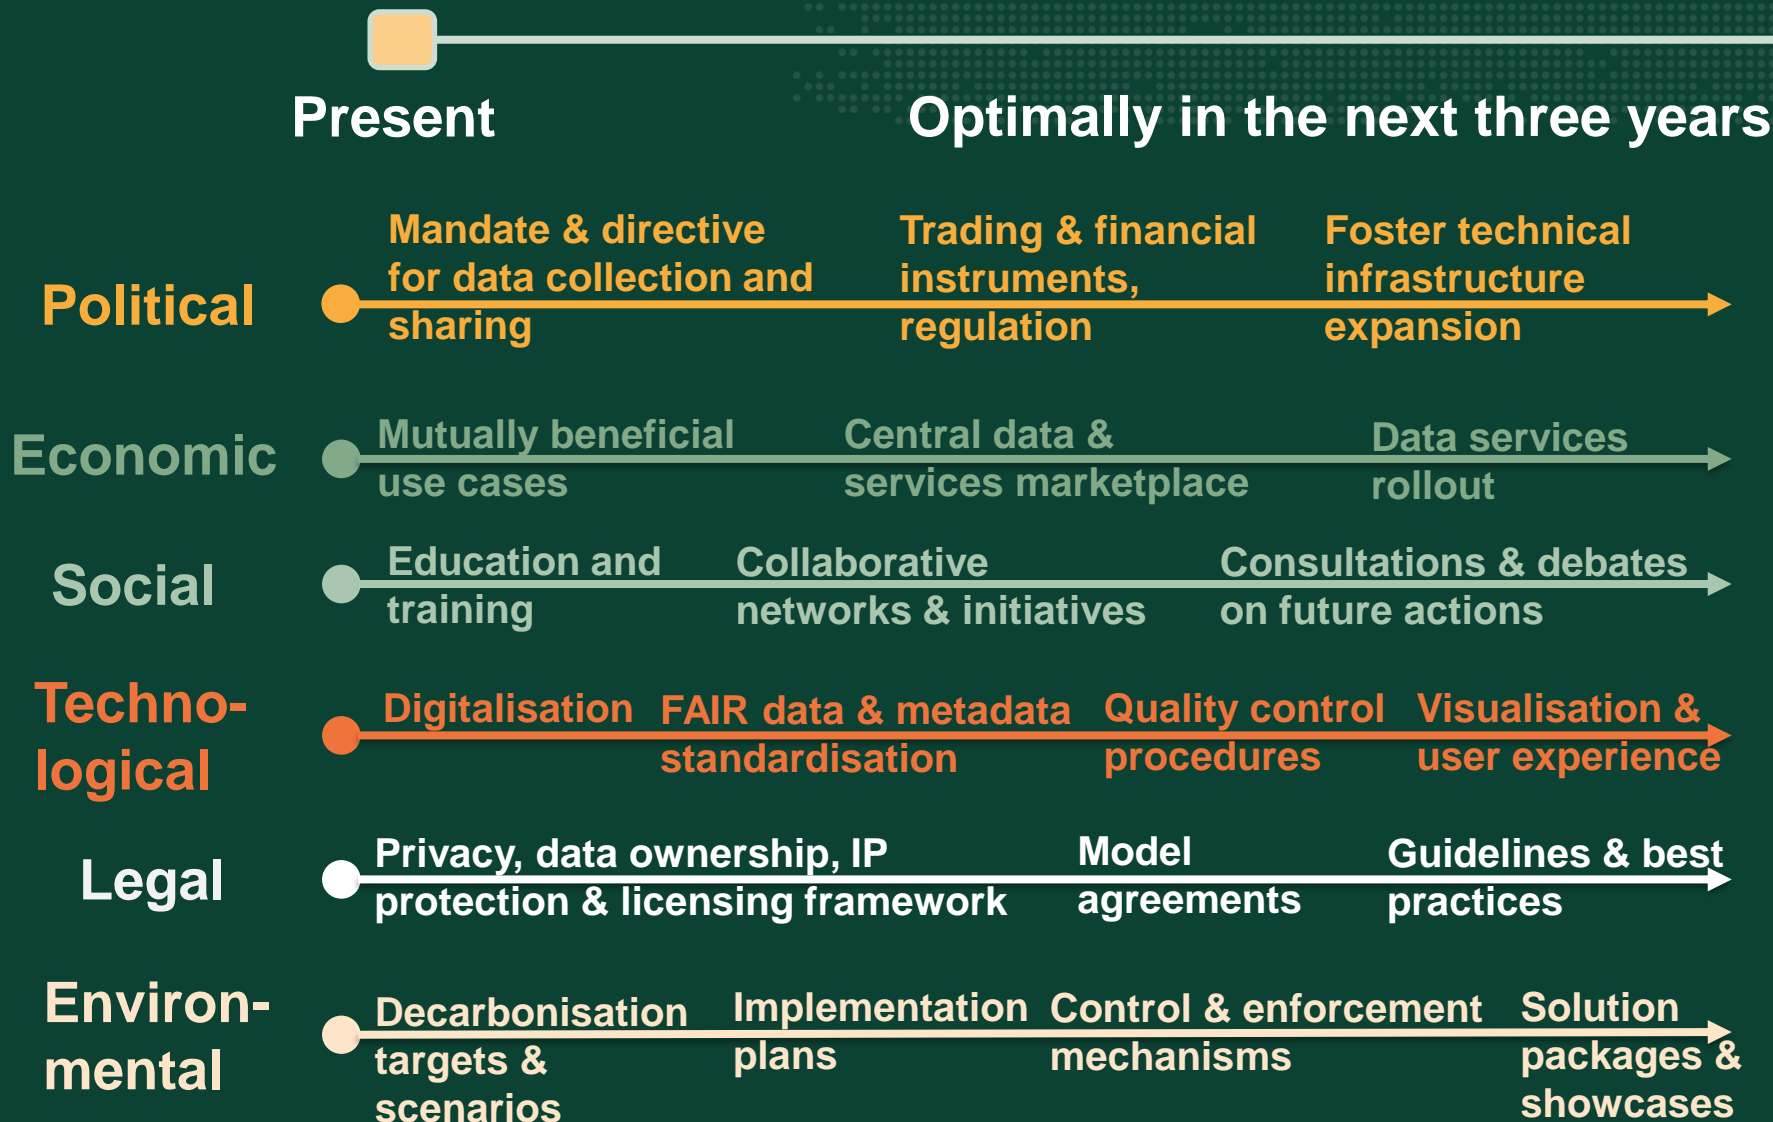 Present
Optimally in the next three years
Political
Mandate & directive
for data collection and
sharing
Trading & financial
instruments,
regulation
Foster technical
infrastructure
expansion
Economic
Mutually beneficial
use cases
Central data &
services marketplace
Data services
rollout
Social
Education and
training
Collaborative
networks & initiatives
Consultations & debates
on future actions
Techno-
logical
Digitalisation
FAIR data & metadata
standardisation
Quality control
procedures
Visualisation &
user experience
Legal
Privacy, data ownership, IP
protection & licensing framework
Model
agreements
Guidelines & best
practices
Environ-
mental
Decarbonisation
targets &
scenarios
Implementation
plans
Control & enforcement
mechanisms
Solution
packages &
showcases